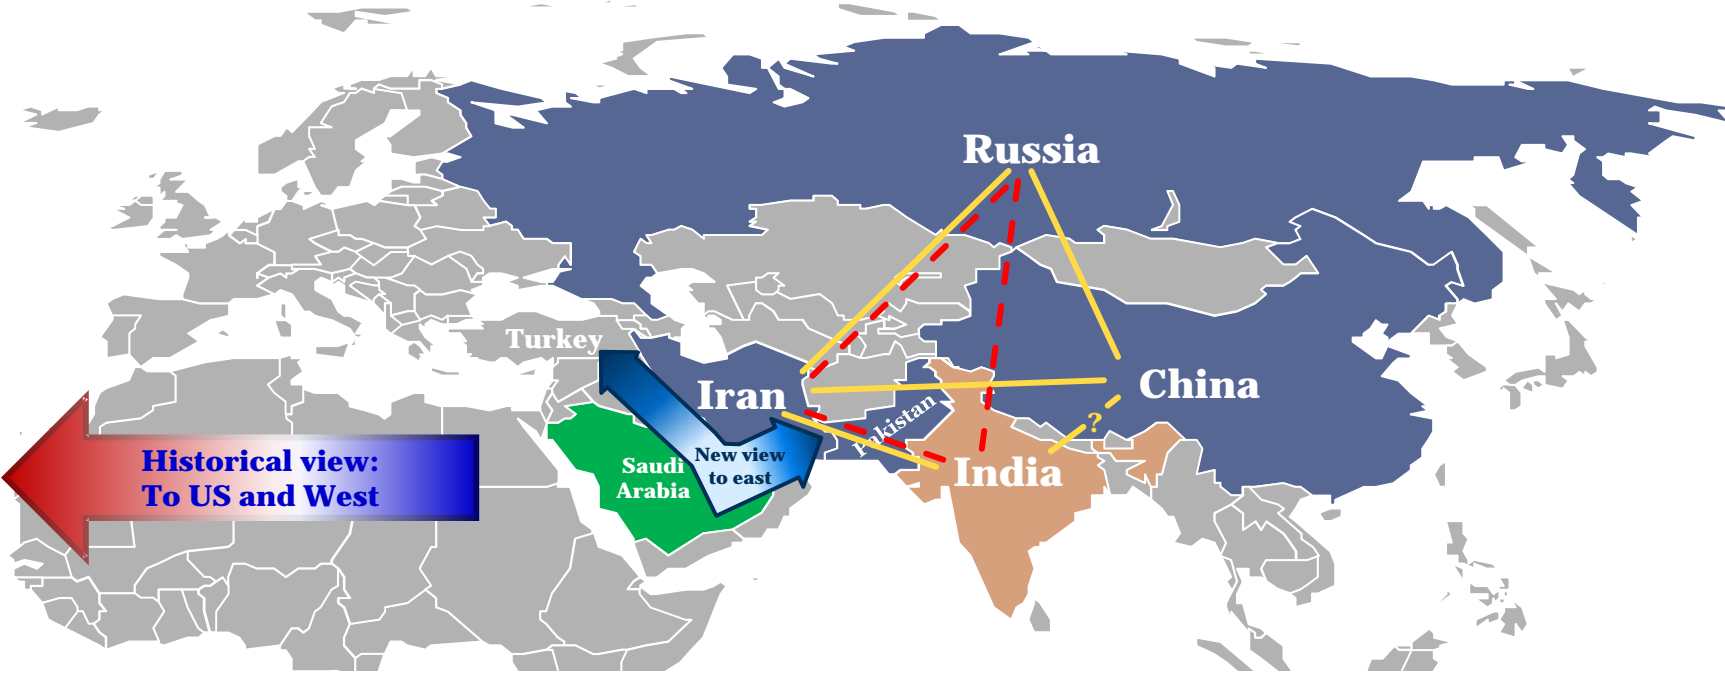 Russia
Turkey
Iran
China
Pakistan
?
Historical view:
To US and West
Saudi
Arabia
New view
to east
India